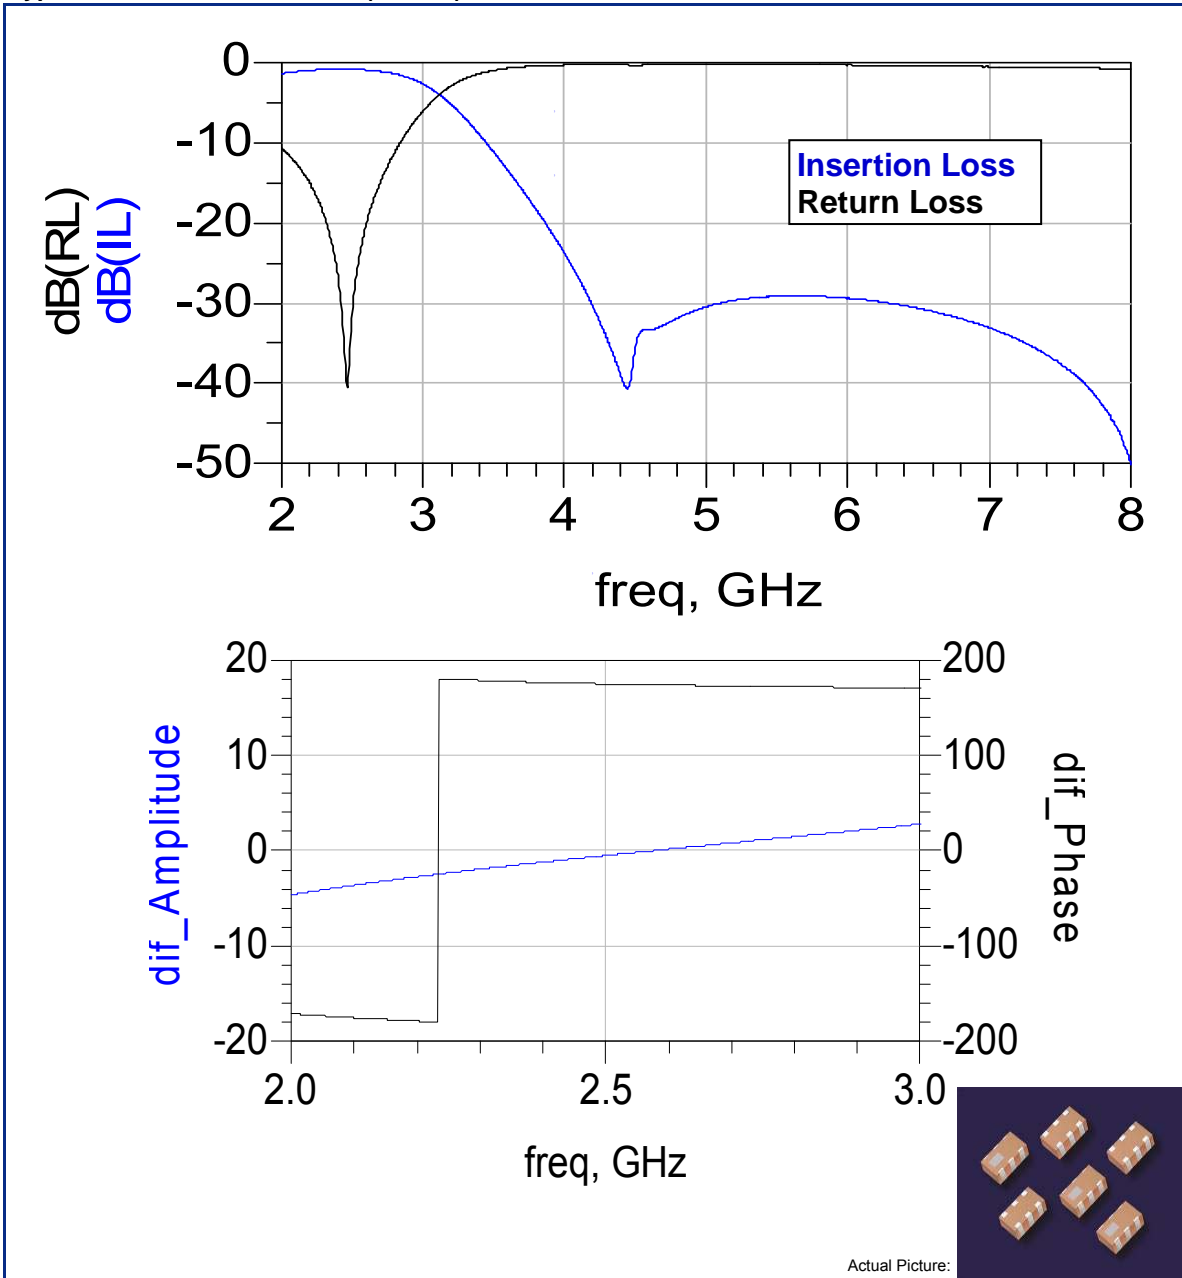 0
-10
-20
-30
-40
-50
dB(RL)
dB(IL)
Insertion Loss
Return Loss
2 3 4 5 6 7 8
freq, GHz
20
10
0
-10
-20
dif_Amplitude
200
100
0
-100
-200
dif_Phase
2.0 2.5 3.0
freq, GHz
Actual Picture: